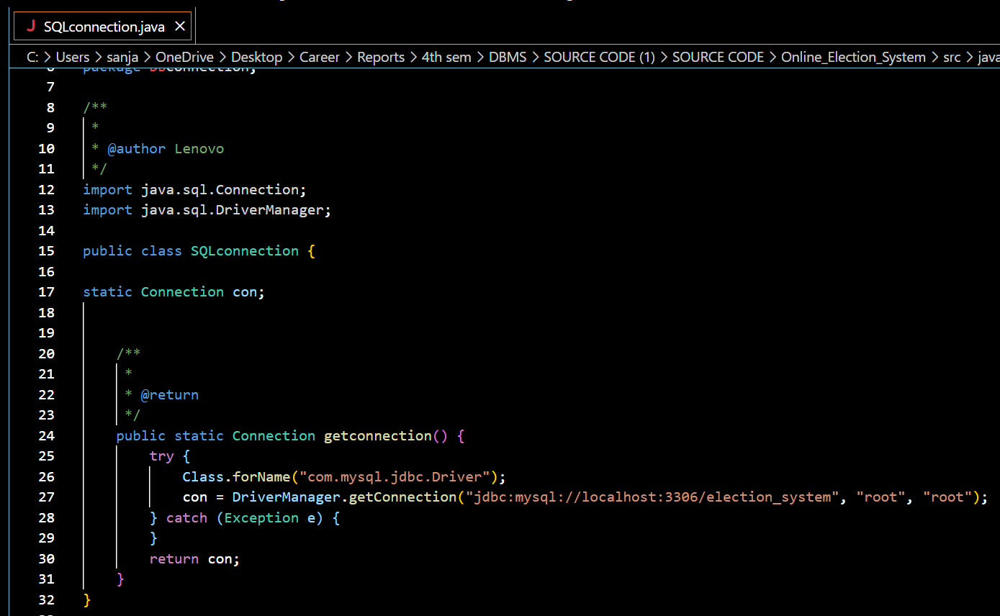 SQLconnection.java ×
C: > Users > sanja > OneDrive > Desktop > Career > Reports > 4th sem > DBMS > SOURCE CODE (1) > SOURCE CODE > Online_Election_System > src > java
6 package DBconnection;
7
8 /**
9 *
10 * @author Lenovo
11 */
12 import java.sql.Connection;
13 import java.sql.DriverManager;
14
15 public class SQLconnection {
16
17 static Connection con;
18
19
20 /**
21 *
22 * @return
23 */
24 public static Connection getconnection() {
25 try {
26 Class.forName("com.mysql.jdbc.Driver");
27 con = DriverManager.getConnection("jdbc:mysql://localhost:3306/election_system", "root", "root");
28 } catch (Exception e) {
29 }
30 return con;
31 }
32 }